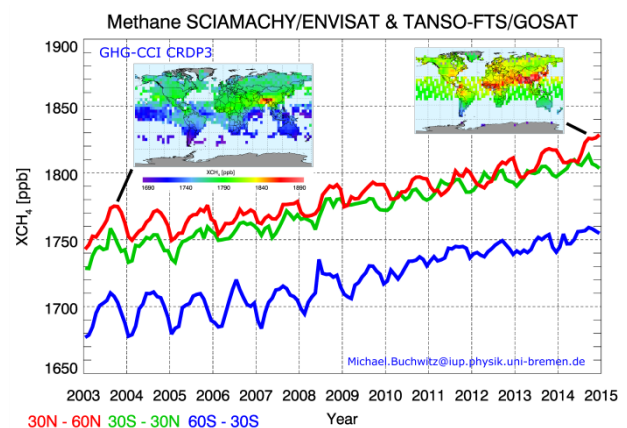 Methane SCIAMACHY/ENVISAT & TANSO-FTS/GOSAT
GHG-CCI CRDP3
1900
1850
1800
1750
1700
1650
XCH4 [ppb]
XCH4 [ppb]
1690 1740 1790 1840 1890
Michael.Buchwitz@iup.physik.uni-bremen.de
2003 2004 2005 2006 2007 2008 2009 2010 2011 2012 2013 2014 2015
Year
30N - 60N 30S - 30N 60S - 30S